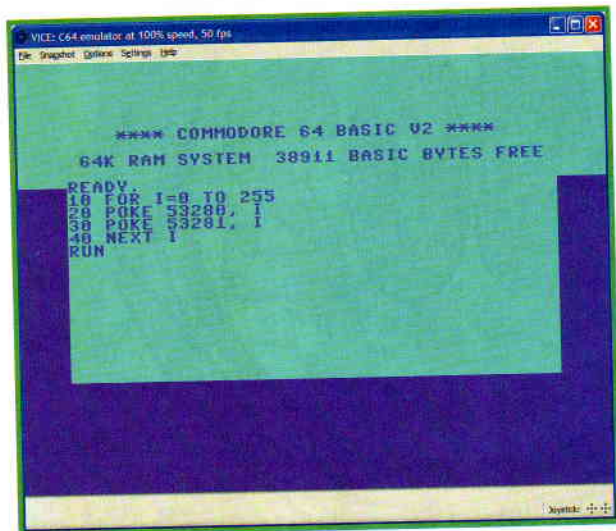 VICE: C64 emulator at 100% speed, 50 fps
File Snapshot Options Settings Help
**** COMMODORE 64 BASIC V2 ****
64K RAM SYSTEM 38911 BASIC BYTES FREE
READY.
10 FOR I=0 TO 255
20 POKE 53280, I
30 POKE 53281, I
40 NEXT I
RUN
Joystick: